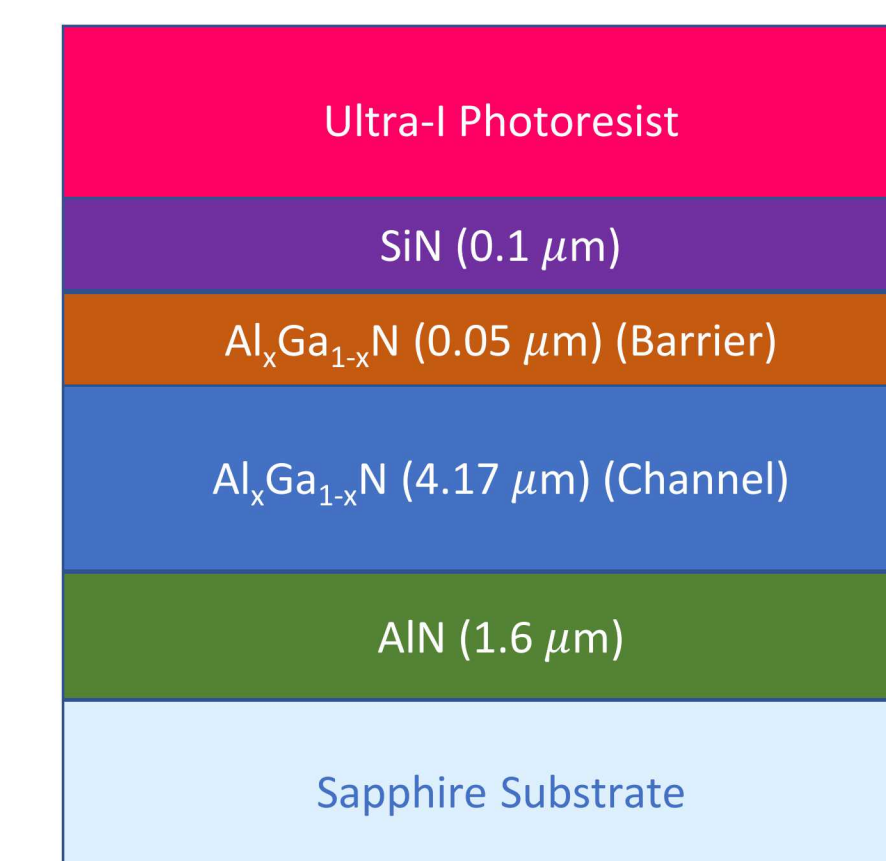 Ultra-I Photoresist
SiN (0.1 𝜇m)
AlₓGa₁₋ₓN (0.05 𝜇m) (Barrier)
AlₓGa₁₋ₓN (4.17 𝜇m) (Channel)
AlN (1.6 𝜇m)
Sapphire Substrate